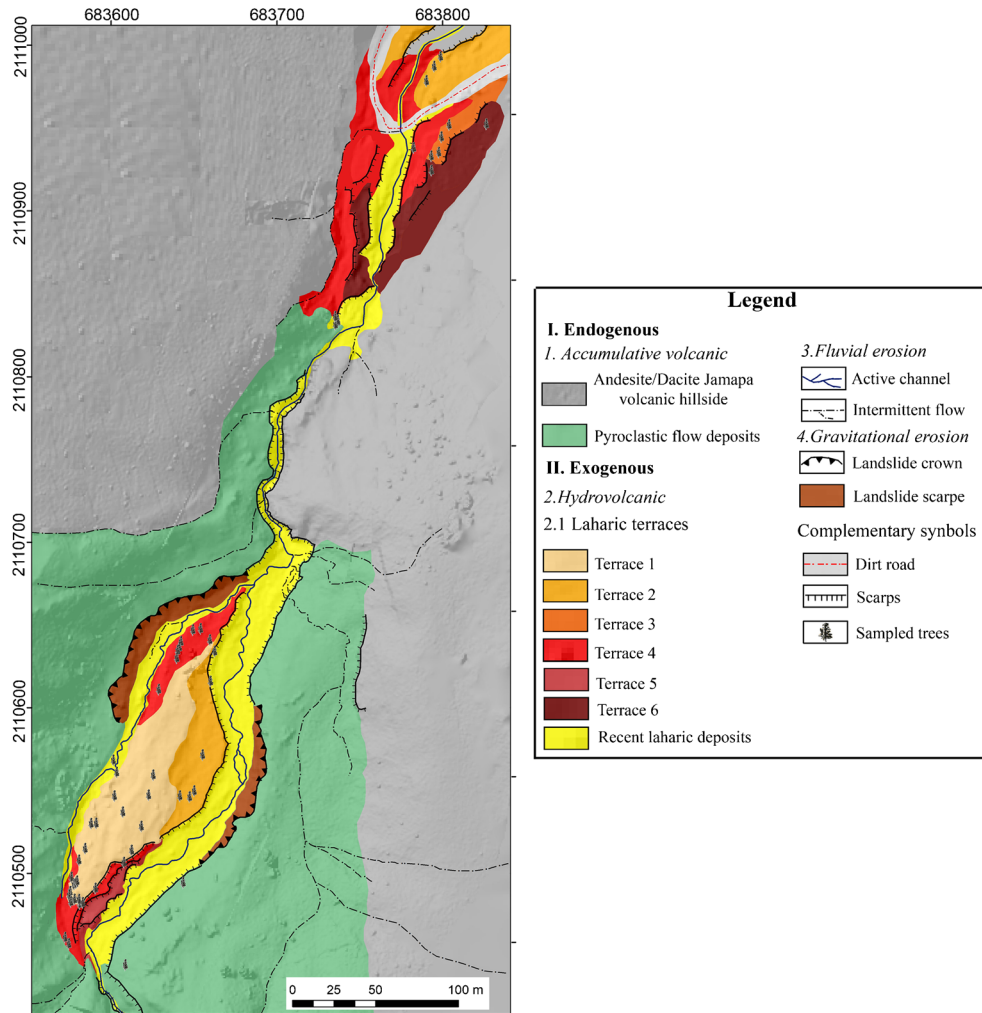 683600 683700 683800
2111000
2110900
2110800
2110700
2110600
2110500
0 25 50 100 m
Legend
I. Endogenous
1. Accumulative volcanic
Andesite/Dacite Jamapa
volcanic hillside
Pyroclastic flow deposits
II. Exogenous
2.Hydrovolcanic
2.1 Laharic terraces
Terrace 1
Terrace 2
Terrace 3
Terrace 4
Terrace 5
Terrace 6
Recent laharic deposits
3.Fluvial erosion
Active channel
Intermittent flow
4.Gravitational erosion
Landslide crown
Landslide scarpe
Complementary symbols
Dirt road
Scarps
Sampled trees